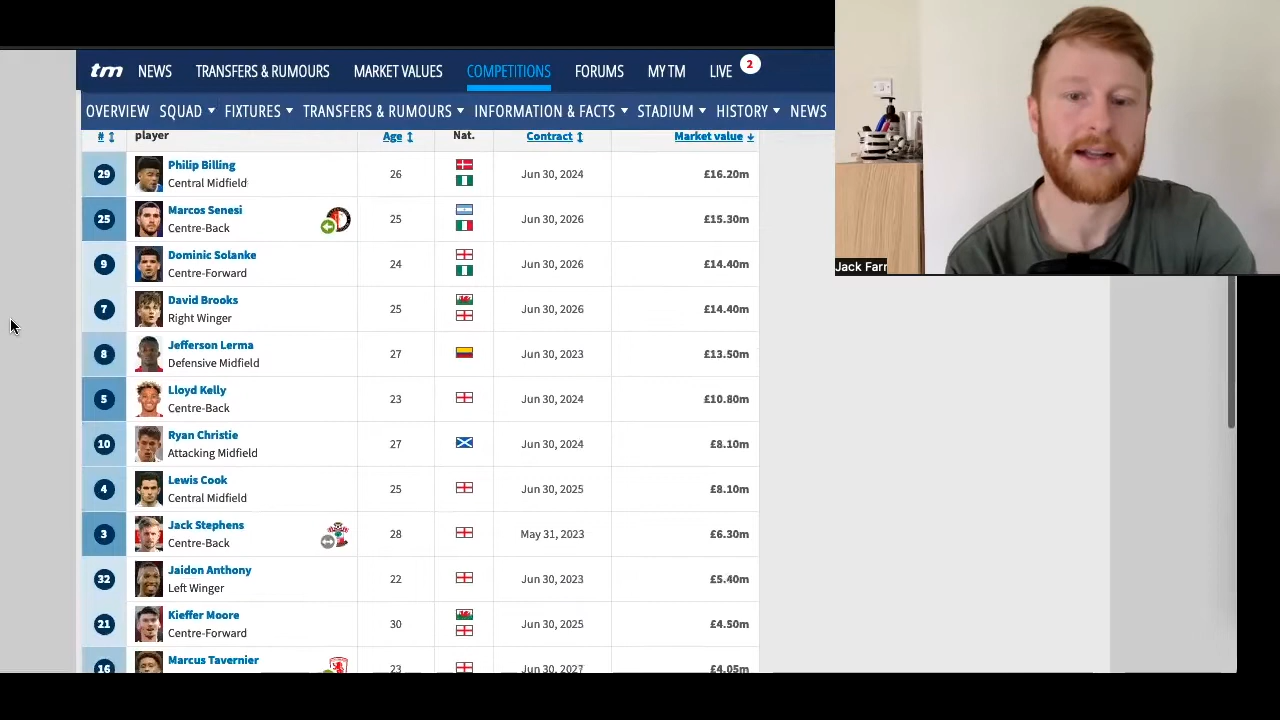 tm NEWS TRANSFERS & RUMOURS MARKET VALUES COMPETITIONS FORUMS MY TM LIVE 2
OVERVIEW SQUAD FIXTURES TRANSFERS & RUMOURS INFORMATION & FACTS STADIUM HISTORY NEWS
# player Age Nat. Contract Market value
29 Philip Billing 26 Jun 30, 2024 £16.20m
Central Midfield
25 Marcos Senesi 25 Jun 30, 2026 £15.30m
Centre-Back
9 Dominic Solanke 24 Jun 30, 2026 £14.40m
Centre-Forward
7 David Brooks 25 Jun 30, 2026 £14.40m
Right Winger
8 Jefferson Lerma 27 Jun 30, 2023 £13.50m
Defensive Midfield
5 Lloyd Kelly 23 Jun 30, 2024 £10.80m
Centre-Back
10 Ryan Christie 27 Jun 30, 2024 £8.10m
Attacking Midfield
4 Lewis Cook 25 Jun 30, 2025 £8.10m
Central Midfield
3 Jack Stephens 28 May 31, 2023 £6.30m
Centre-Back
32 Jaidon Anthony 22 Jun 30, 2023 £5.40m
Left Winger
21 Kieffer Moore 30 Jun 30, 2025 £4.50m
Centre-Forward
16 Marcus Tavernier 23 Jun 30, 2027 £4.05m
Jack Farr